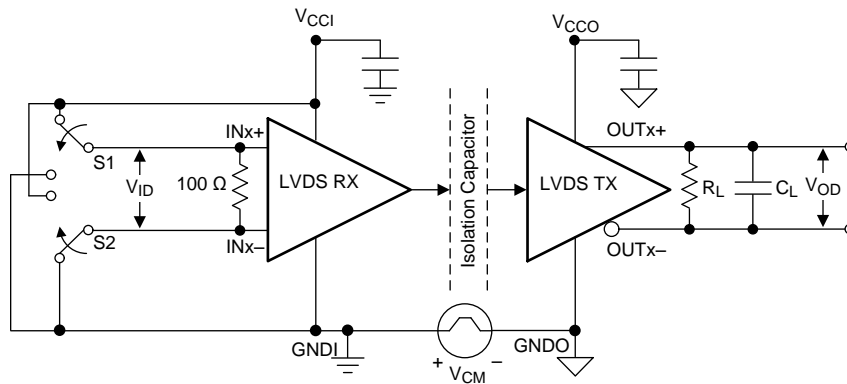 VCCI
VCCO
OUTx+
INx+
S1
VID
100 Ω
LVDS RX
Isolation Capacitor
LVDS TX
RL
CL
VOD
S2
INx–
OUTx–
GNDI
+ VCM –
GNDO